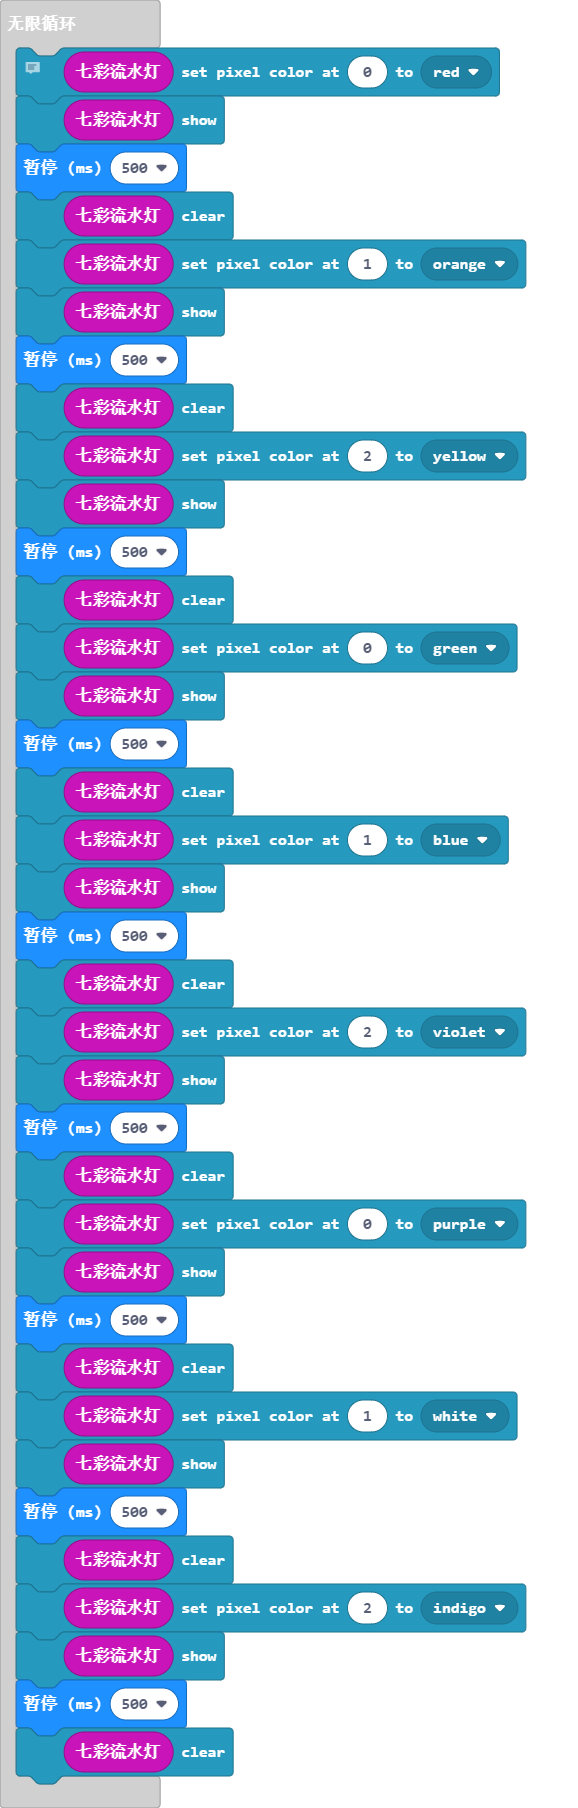 无限循环
七彩流水灯 set pixel color at 0 to red
七彩流水灯 show
暂停 (ms) 500
七彩流水灯 clear
七彩流水灯 set pixel color at 1 to orange
七彩流水灯 show
暂停 (ms) 500
七彩流水灯 clear
七彩流水灯 set pixel color at 2 to yellow
七彩流水灯 show
暂停 (ms) 500
七彩流水灯 clear
七彩流水灯 set pixel color at 0 to green
七彩流水灯 show
暂停 (ms) 500
七彩流水灯 clear
七彩流水灯 set pixel color at 1 to blue
七彩流水灯 show
暂停 (ms) 500
七彩流水灯 clear
七彩流水灯 set pixel color at 2 to violet
七彩流水灯 show
暂停 (ms) 500
七彩流水灯 clear
七彩流水灯 set pixel color at 0 to purple
七彩流水灯 show
暂停 (ms) 500
七彩流水灯 clear
七彩流水灯 set pixel color at 1 to white
七彩流水灯 show
暂停 (ms) 500
七彩流水灯 clear
七彩流水灯 set pixel color at 2 to indigo
七彩流水灯 show
暂停 (ms) 500
七彩流水灯 clear